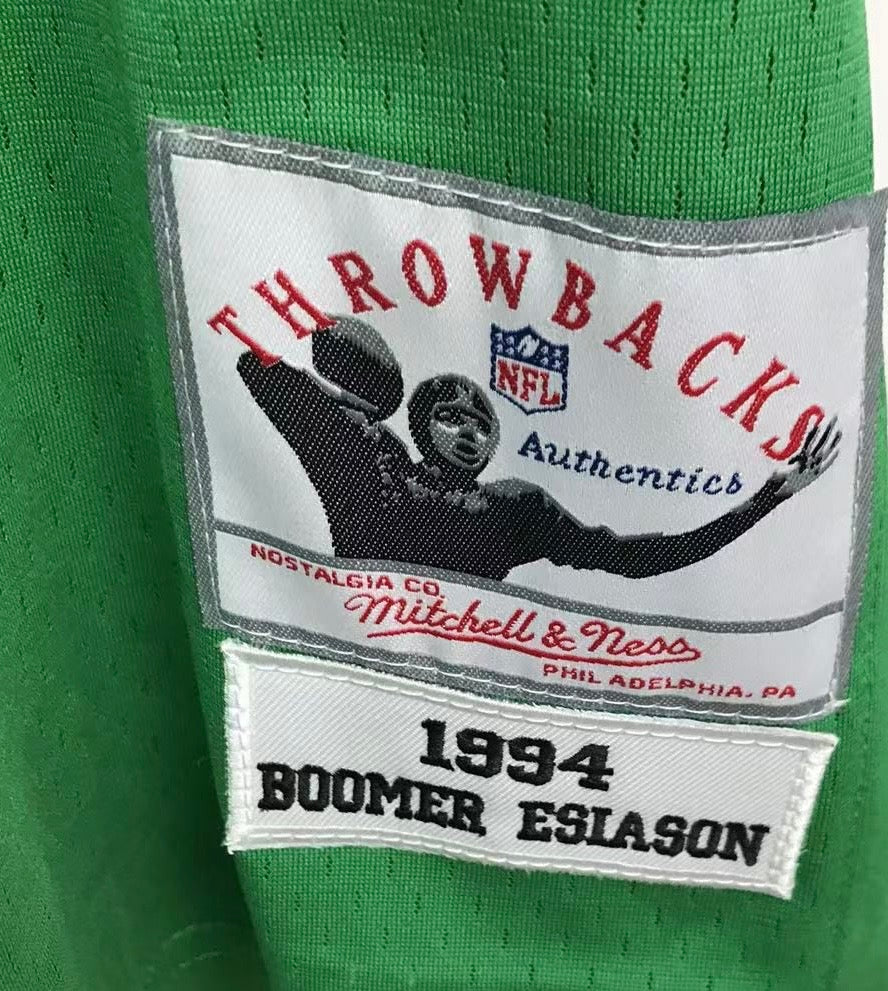 THROWBACKS
NFL
Authentics
NOSTALGIA CO.
Mitchell & Ness
PHILADELPHIA, PA
1994
BOOMER ESIASON